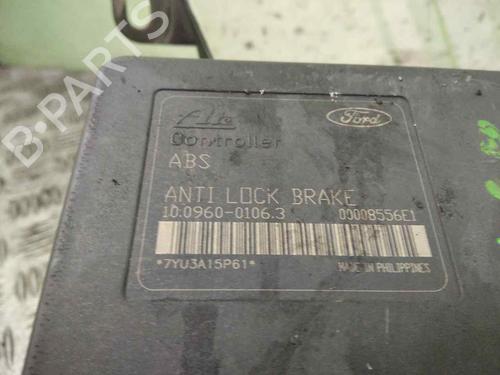 Ate
Ford
Controller
ABS
ANTI LOCK BRAKE
10.0960-0106.3 00008556E1
*7YU3A15P61*
MADE IN PHILIPPINES
B-Parts